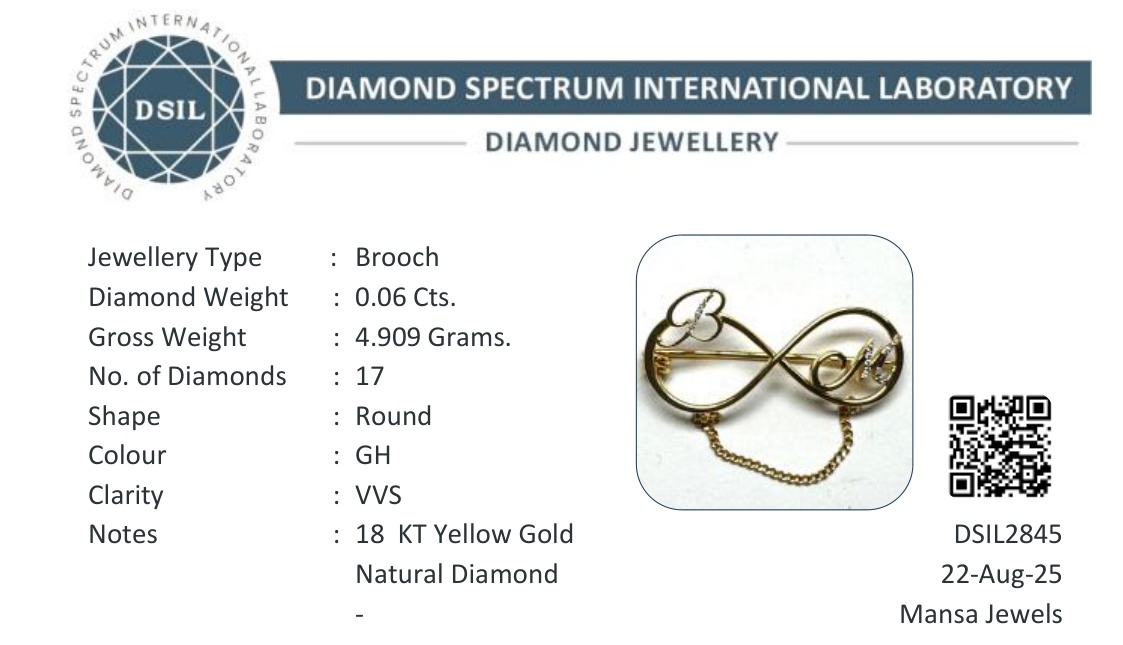 DIAMOND SPECTRUM INTERNATIONAL LABORATORY
DSIL
DIAMOND SPECTRUM INTERNATIONAL LABORATORY
DIAMOND JEWELLERY
Jewellery Type : Brooch
Diamond Weight : 0.06 Cts.
Gross Weight : 4.909 Grams.
No. of Diamonds : 17
Shape : Round
Colour : GH
Clarity : VVS
Notes : 18 KT Yellow Gold
Natural Diamond
-
B
M
DSIL2845
22-Aug-25
Mansa Jewels